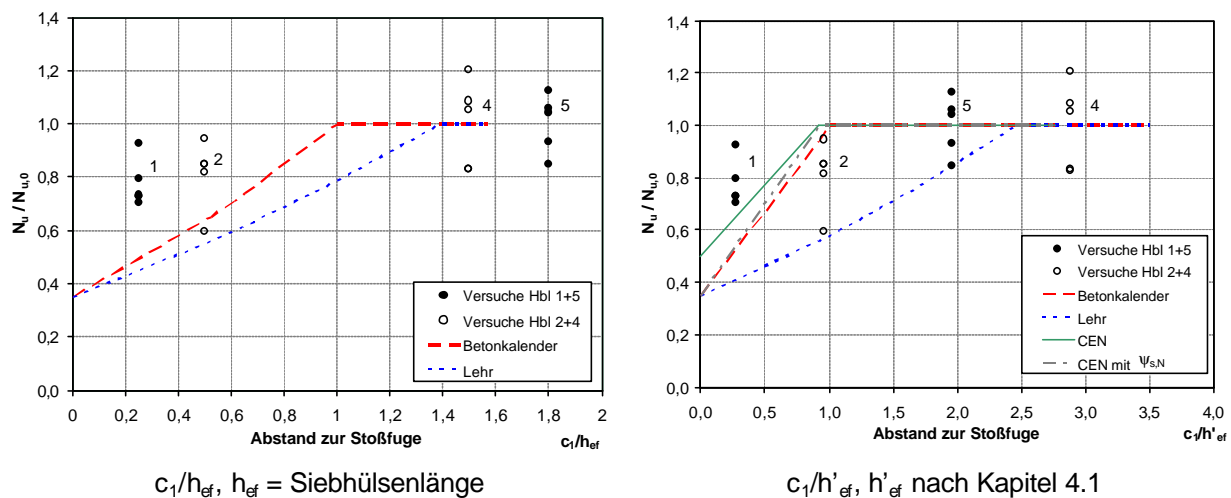 1,4
1,2
1,0
0,8
0,6
0,4
0,2
0,0
N_u / N_u,0
1
2
4
5
Versuche Hbl 1+5
Versuche Hbl 2+4
Betonkalender
Lehr
0 0,2 0,4 0,6 0,8 1 1,2 1,4 1,6 1,8 2
Abstand zur Stoßfuge
c_1/h_ef
c_1/h_ef, h_ef = Siebhülsenlänge
1,4
1,2
1,0
0,8
0,6
0,4
0,2
0,0
N_u / N_u,0
1
2
5
4
Versuche Hbl 1+5
Versuche Hbl 2+4
Betonkalender
Lehr
CEN
CEN mit ψ_s,N
0,0 0,5 1,0 1,5 2,0 2,5 3,0 3,5 4,0
Abstand zur Stoßfuge
c_1/h'_ef
c_1/h'_ef, h'_ef nach Kapitel 4.1